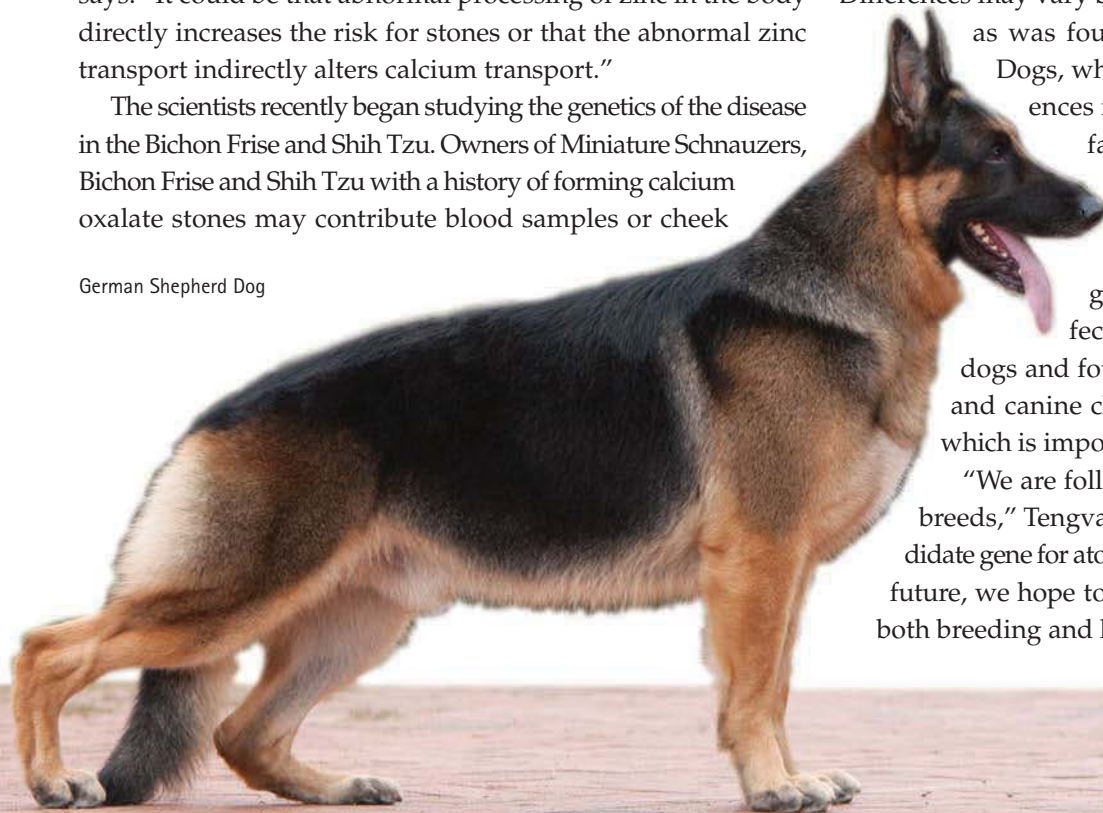 says. “It could be that abnormal processing of zinc in the body
directly increases the risk for stones or that the abnormal zinc
transport indirectly alters calcium transport.”
The scientists recently began studying the genetics of the disease
in the Bichon Frise and Shih Tzu. Owners of Miniature Schnauzers,
Bichon Frise and Shih Tzu with a history of forming calcium
oxalate stones may contribute blood samples or cheek
German Shepherd Dog
Differences may vary
as was fou
Dogs, wh
ences
fa
g
fec
dogs and fo
and canine c
which is impo
“We are foll
breeds,” Tengva
didate gene for ato
future, we hope to
both breeding and